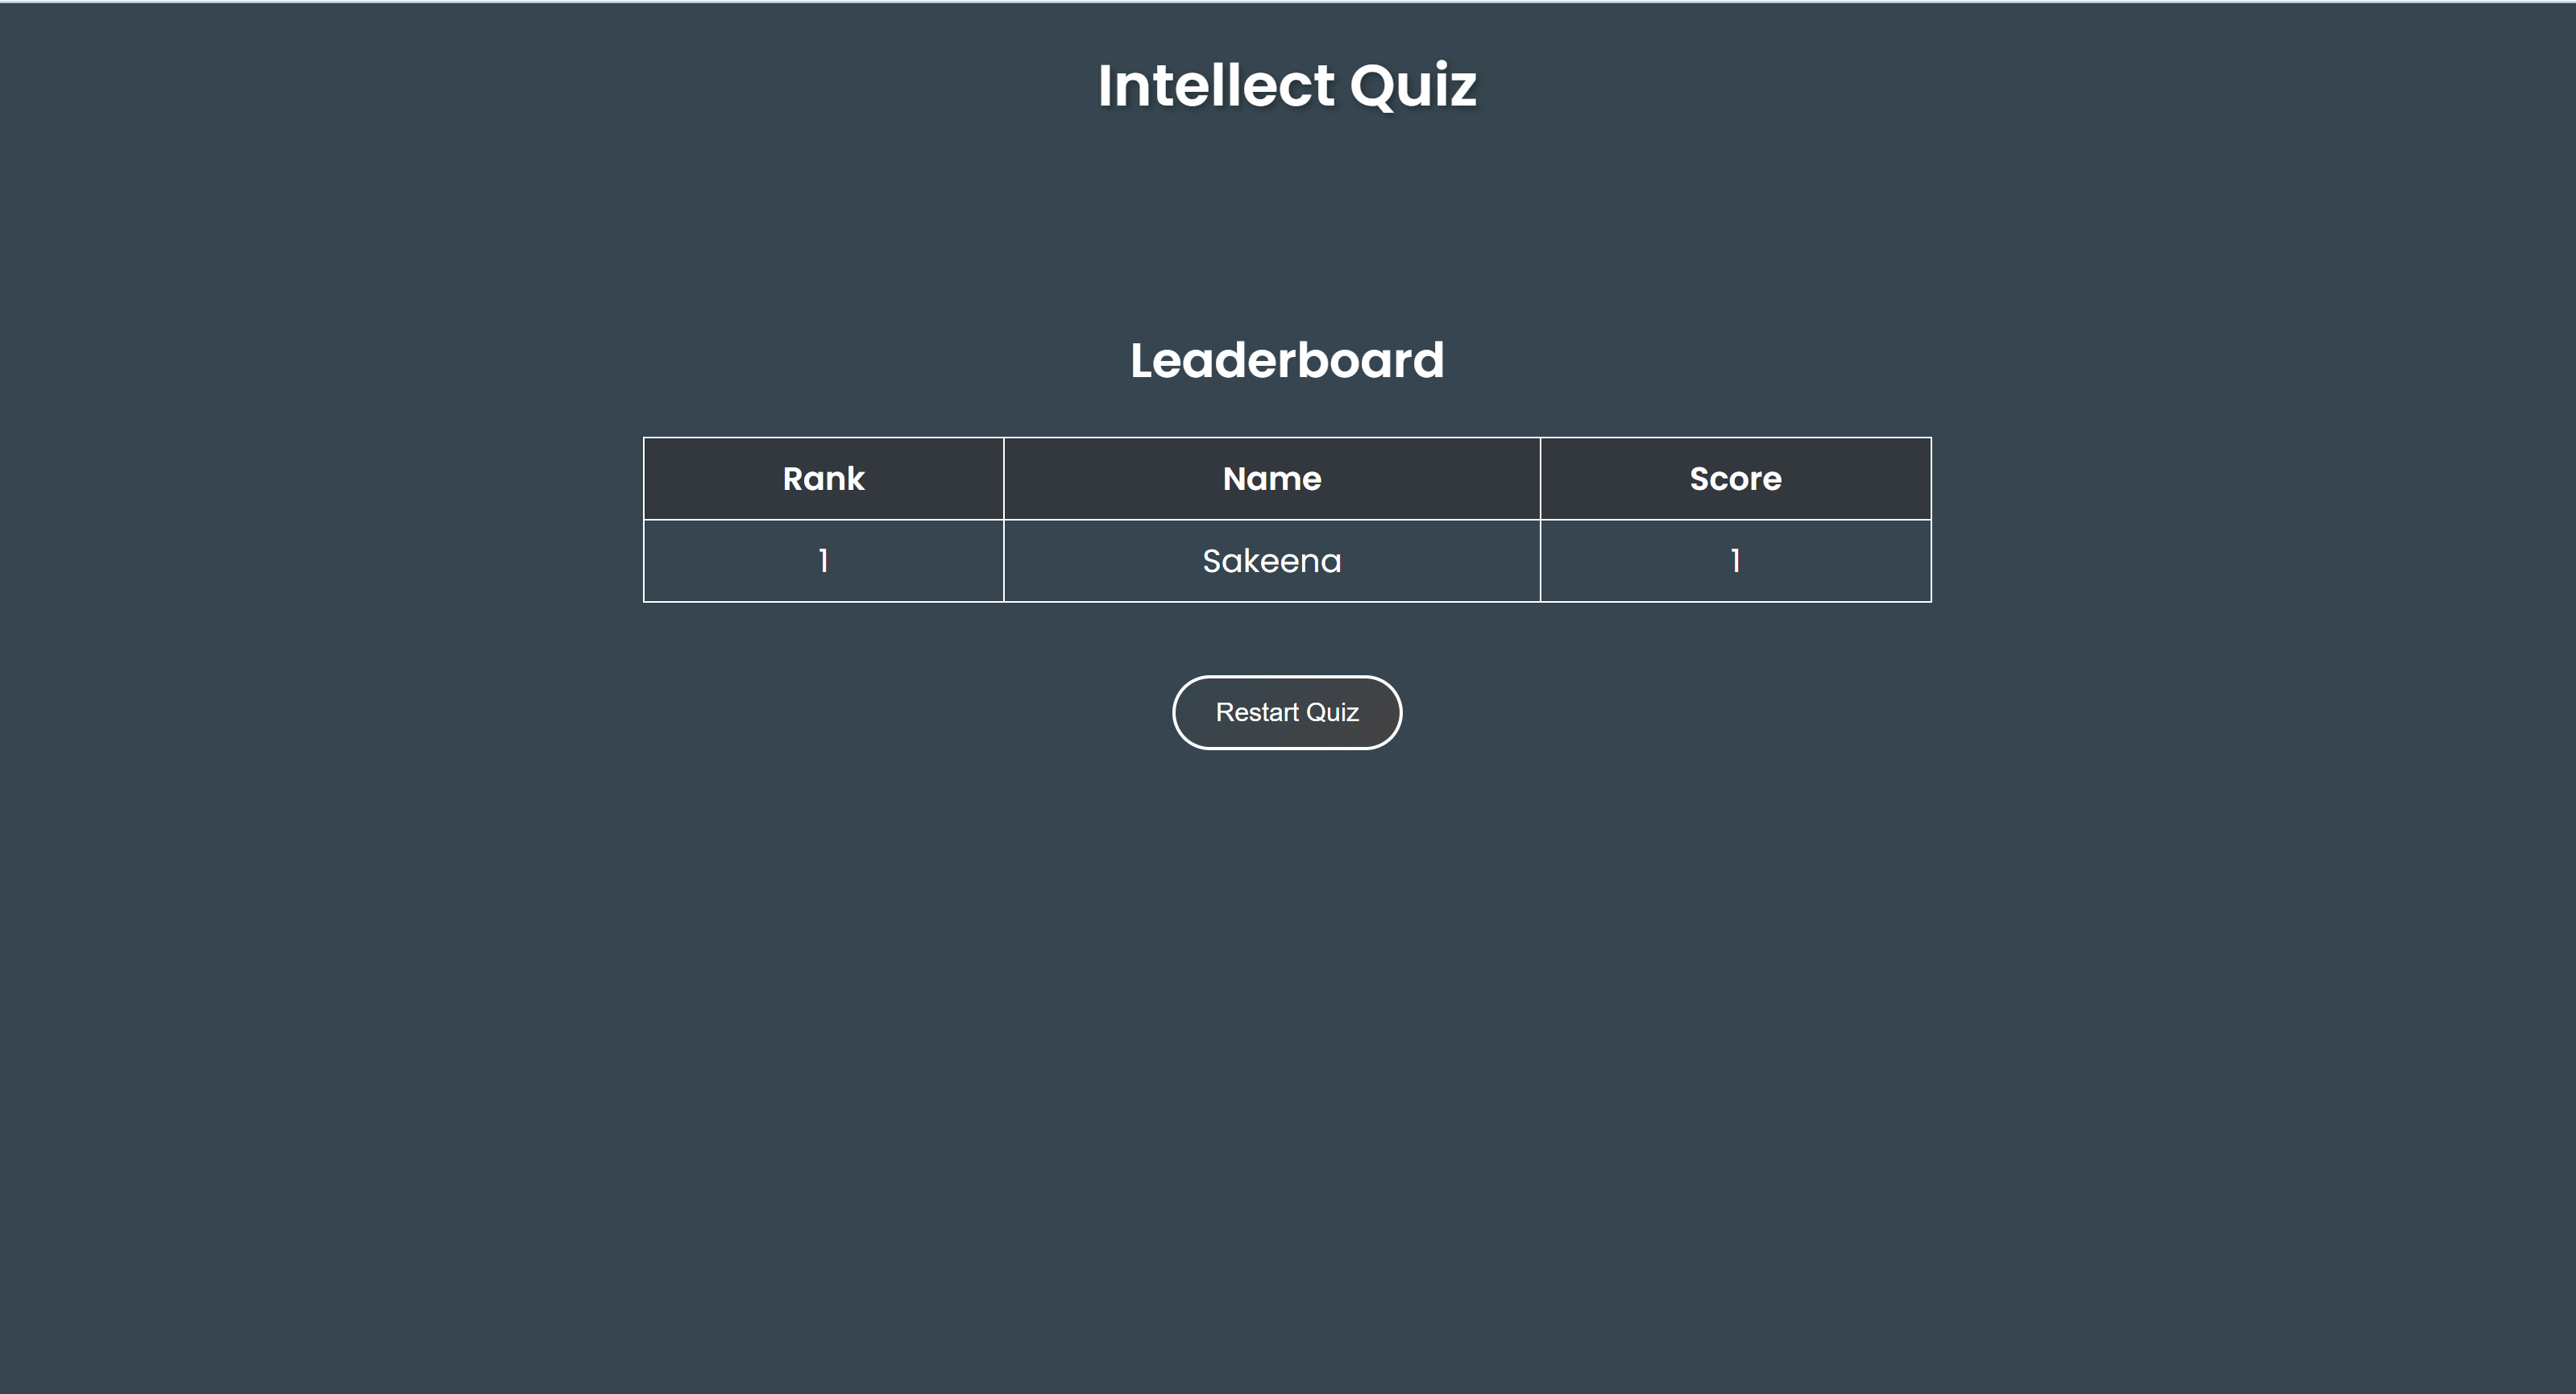 Intellect Quiz
Leaderboard
Rank Name Score
1 Sakeena 1
Restart Quiz